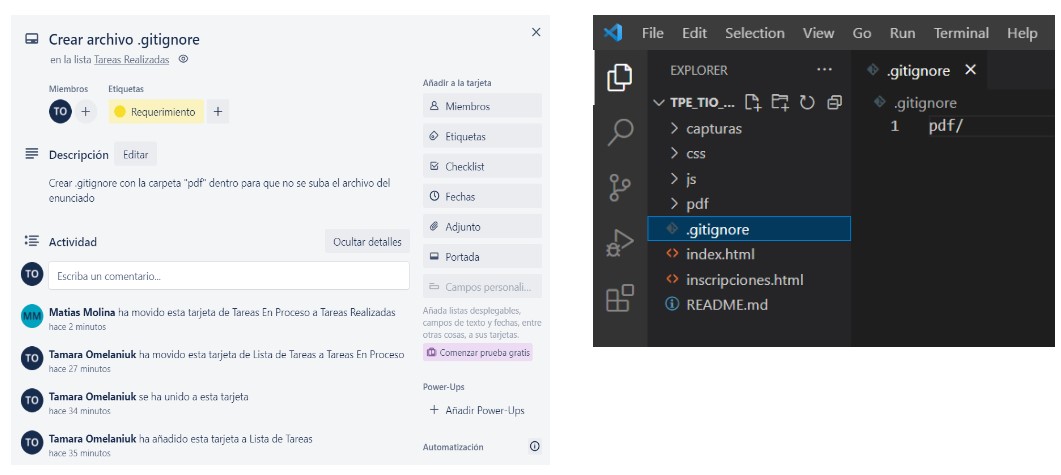 Crear archivo .gitignore
en la lista Tareas Realizadas
Miembros
Etiquetas
TO
Requerimiento
Descripción
Editar
Crear .gitignore con la carpeta "pdf" dentro para que no se suba el archivo del
enunciado
Actividad
Ocultar detalles
TO
Escriba un comentario...
MM
Matias Molina ha movido esta tarjeta de Tareas En Proceso a Tareas Realizadas
hace 2 minutos
TO
Tamara Omelaniuk ha movido esta tarjeta de Lista de Tareas a Tareas En Proceso
hace 27 minutos
TO
Tamara Omelaniuk se ha unido a esta tarjeta
hace 34 minutos
TO
Tamara Omelaniuk ha añadido esta tarjeta a Lista de Tareas
hace 35 minutos
Añadir a la tarjeta
Miembros
Etiquetas
Checklist
Fechas
Adjunto
Portada
Campos personali...
Añada listas desplegables,
campos de texto y fechas, entre
otras cosas, a sus tarjetas.
Comenzar prueba gratis
Power-Ups
+ Añadir Power-Ups
Automatización
File Edit Selection View Go Run Terminal Help
EXPLORER
TPE_TIO_...
capturas
css
js
pdf
.gitignore
index.html
inscripciones.html
README.md
.gitignore
.gitignore
1 pdf/